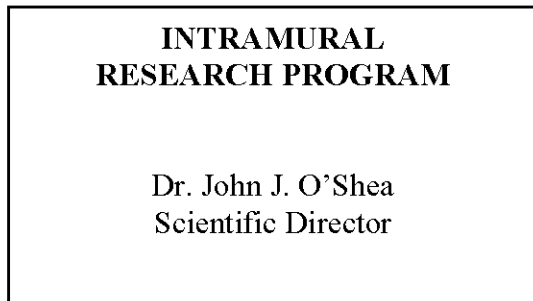 INTRAMURAL
RESEARCH PROGRAM
Dr. John J. O’Shea
Scientific Director